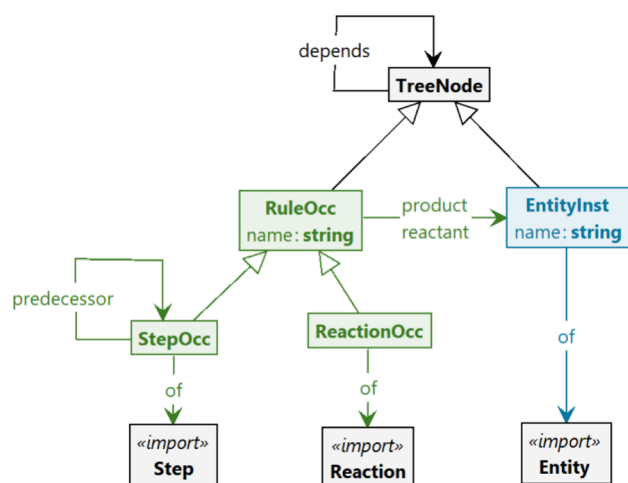 depends
TreeNode
RuleOcc
name: string
product
reactant
EntityInst
name: string
predecessor
StepOcc
ReactionOcc
of
of
of
«import»
Step
«import»
Reaction
«import»
Entity